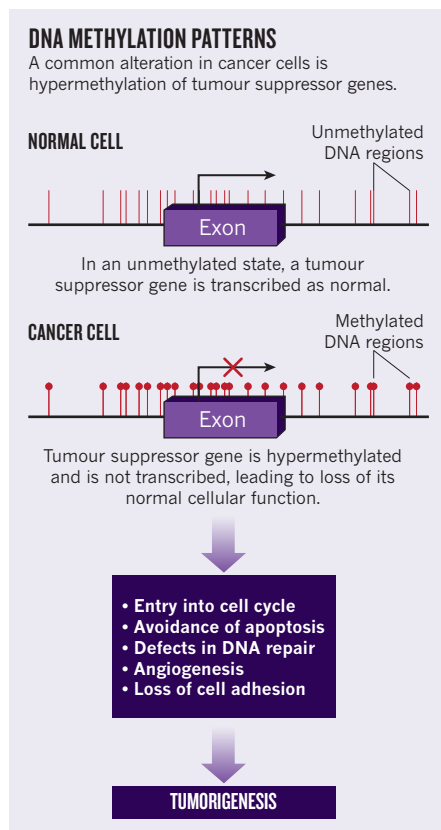 DNA METHYLATION PATTERNS
A common alteration in cancer cells is
hypermethylation of tumour suppressor genes.
NORMAL CELL
Unmethylated
DNA regions
Exon
In an unmethylated state, a tumour
suppressor gene is transcribed as normal.
CANCER CELL
Methylated
DNA regions
Exon
Tumour suppressor gene is hypermethylated
and is not transcribed, leading to loss of its
normal cellular function.
• Entry into cell cycle
• Avoidance of apoptosis
• Defects in DNA repair
• Angiogenesis
• Loss of cell adhesion
TUMORIGENESIS